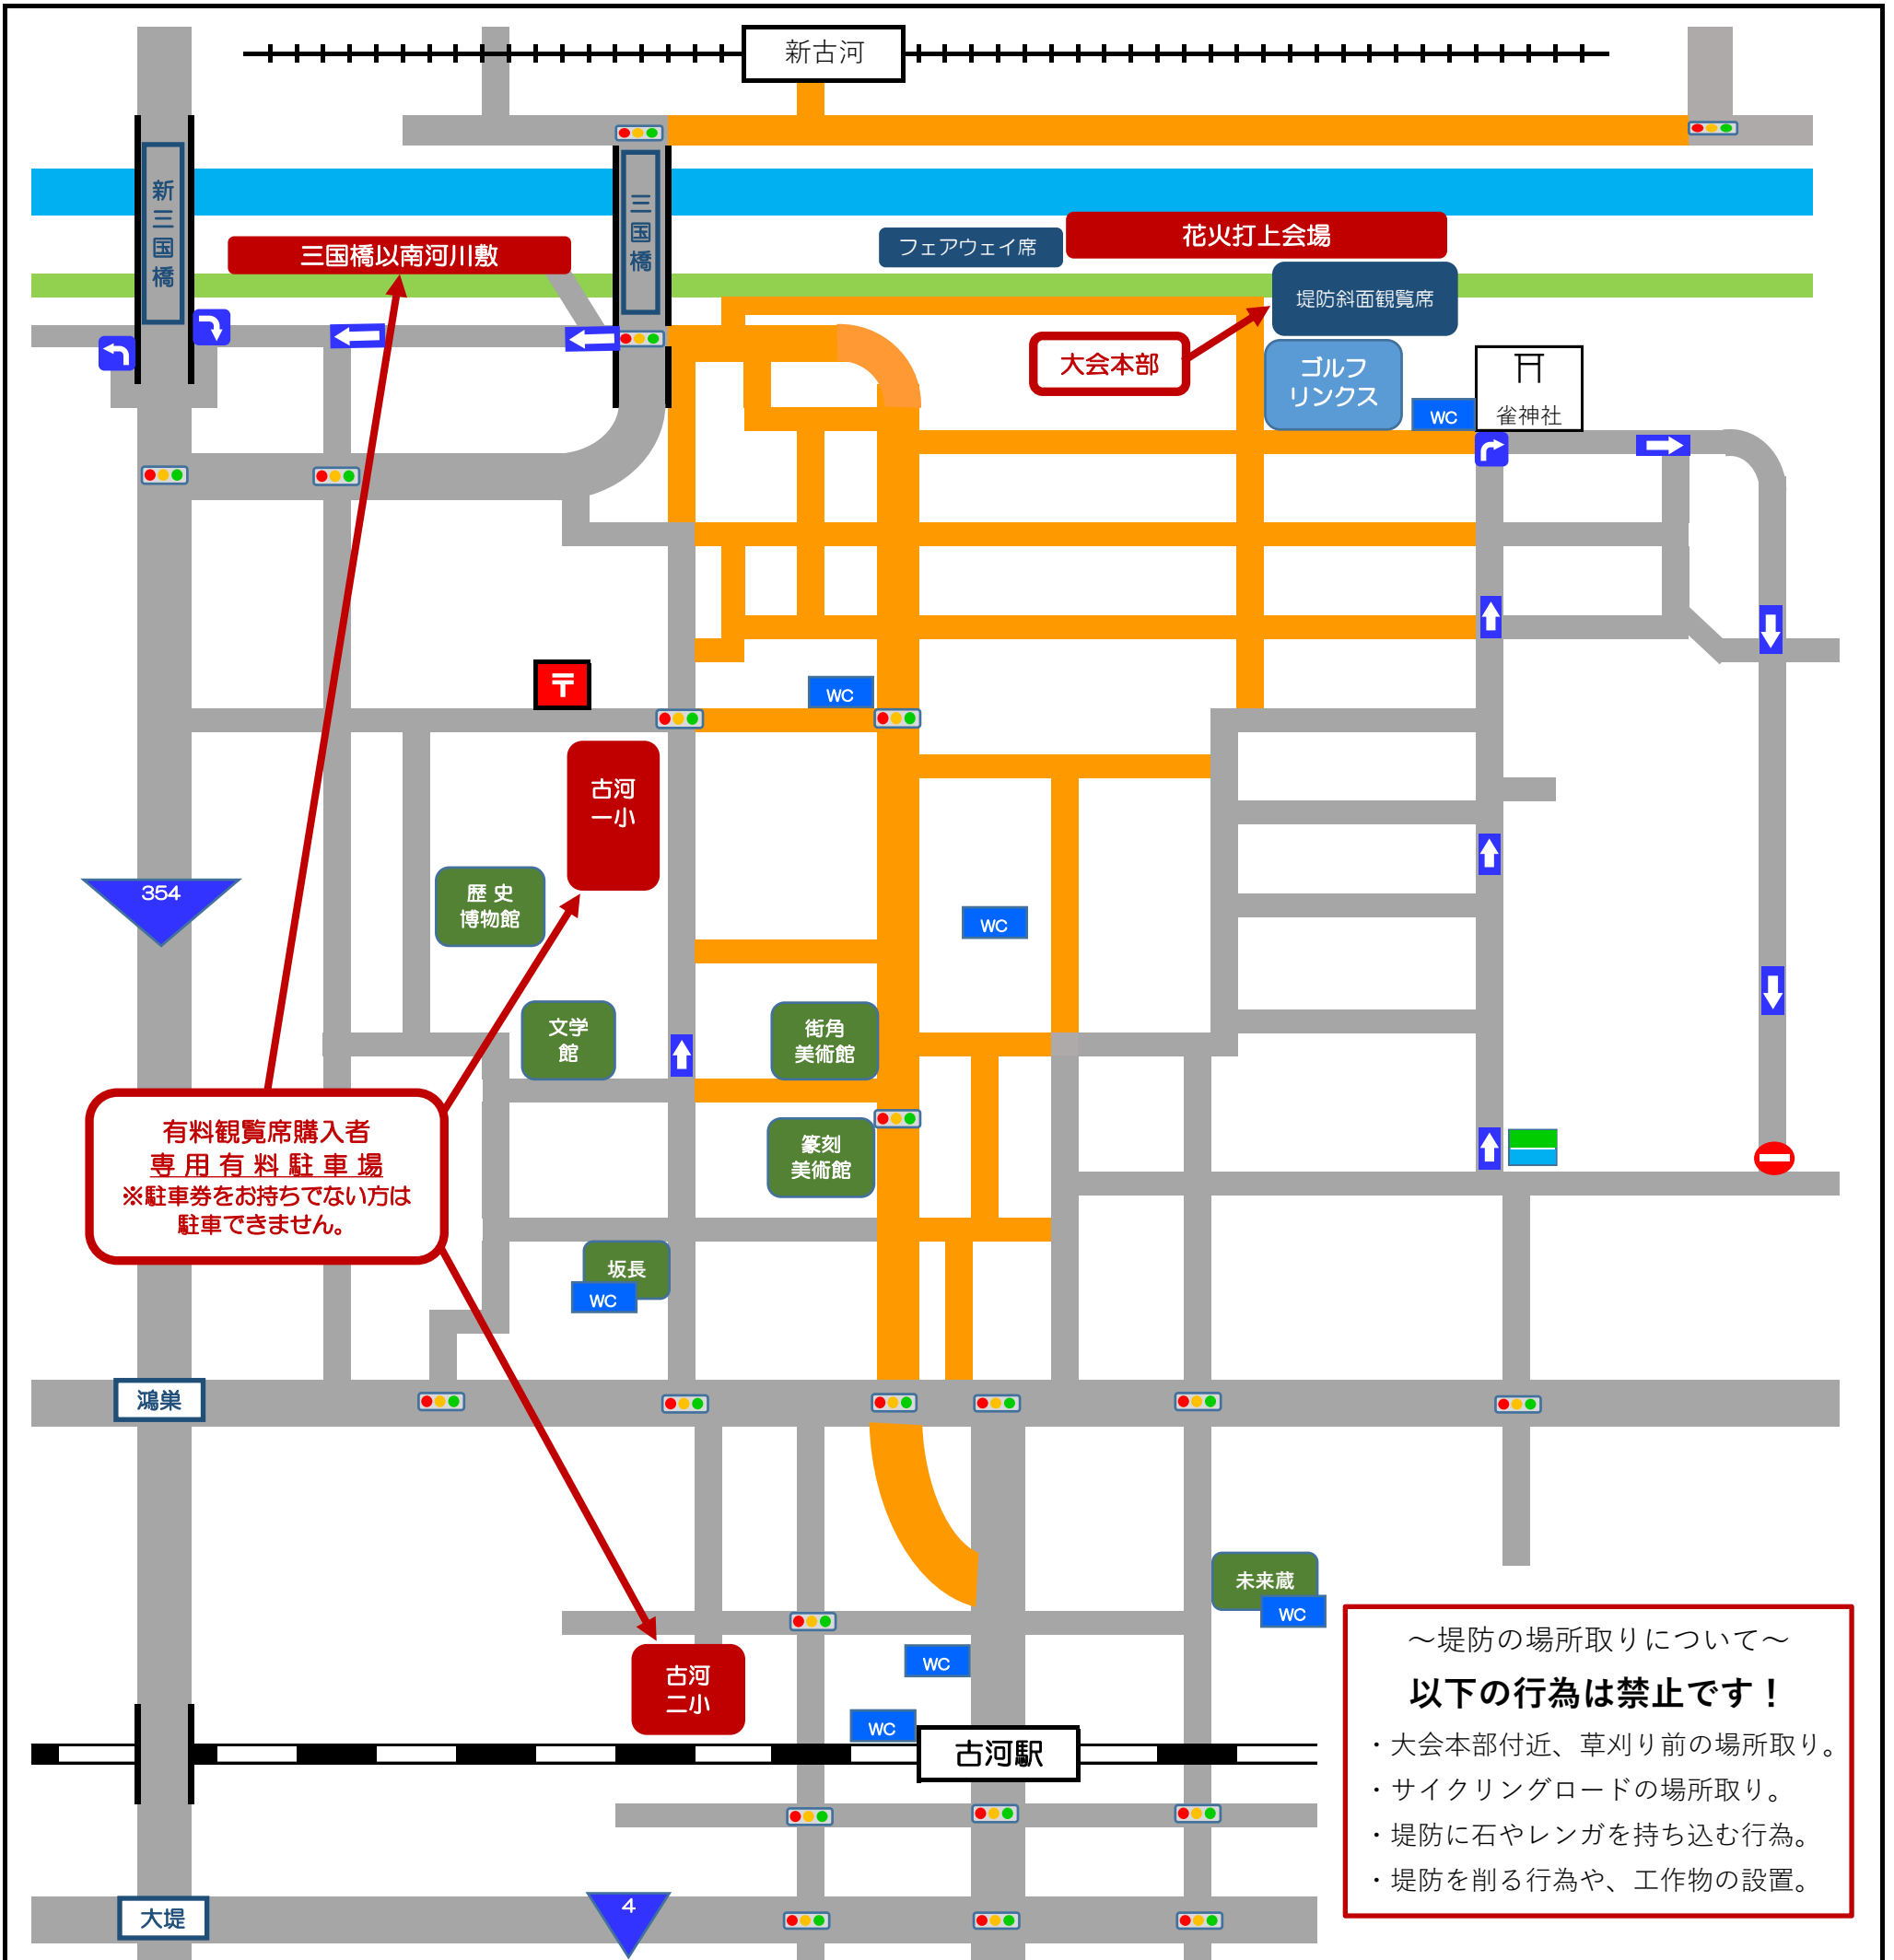 新古河
新三国橋
三国橋
花火打上会場
フェアウェイ席
三国橋以南河川敷
堤防斜面観覧席
大会本部
ゴルフ
リンクス
WC
雀神社
〒
WC
古河
一小
354
歴 史
博物館
WC
文学
館
街角
美術館
有料観覧席購入者
専 用 有 料 駐 車 場
※駐車券をお持ちでない方は
駐車できません。
篆刻
美術館
坂長
WC
鴻巣
未来蔵
WC
WC
古河
二小
WC
古河駅
～堤防の場所取りについて～
以下の行為は禁止です！
・大会本部付近、草刈り前の場所取り。
・サイクリングロードの場所取り。
・堤防に石やレンガを持ち込む行為。
・堤防を削る行為や、工作物の設置。
大堤
4